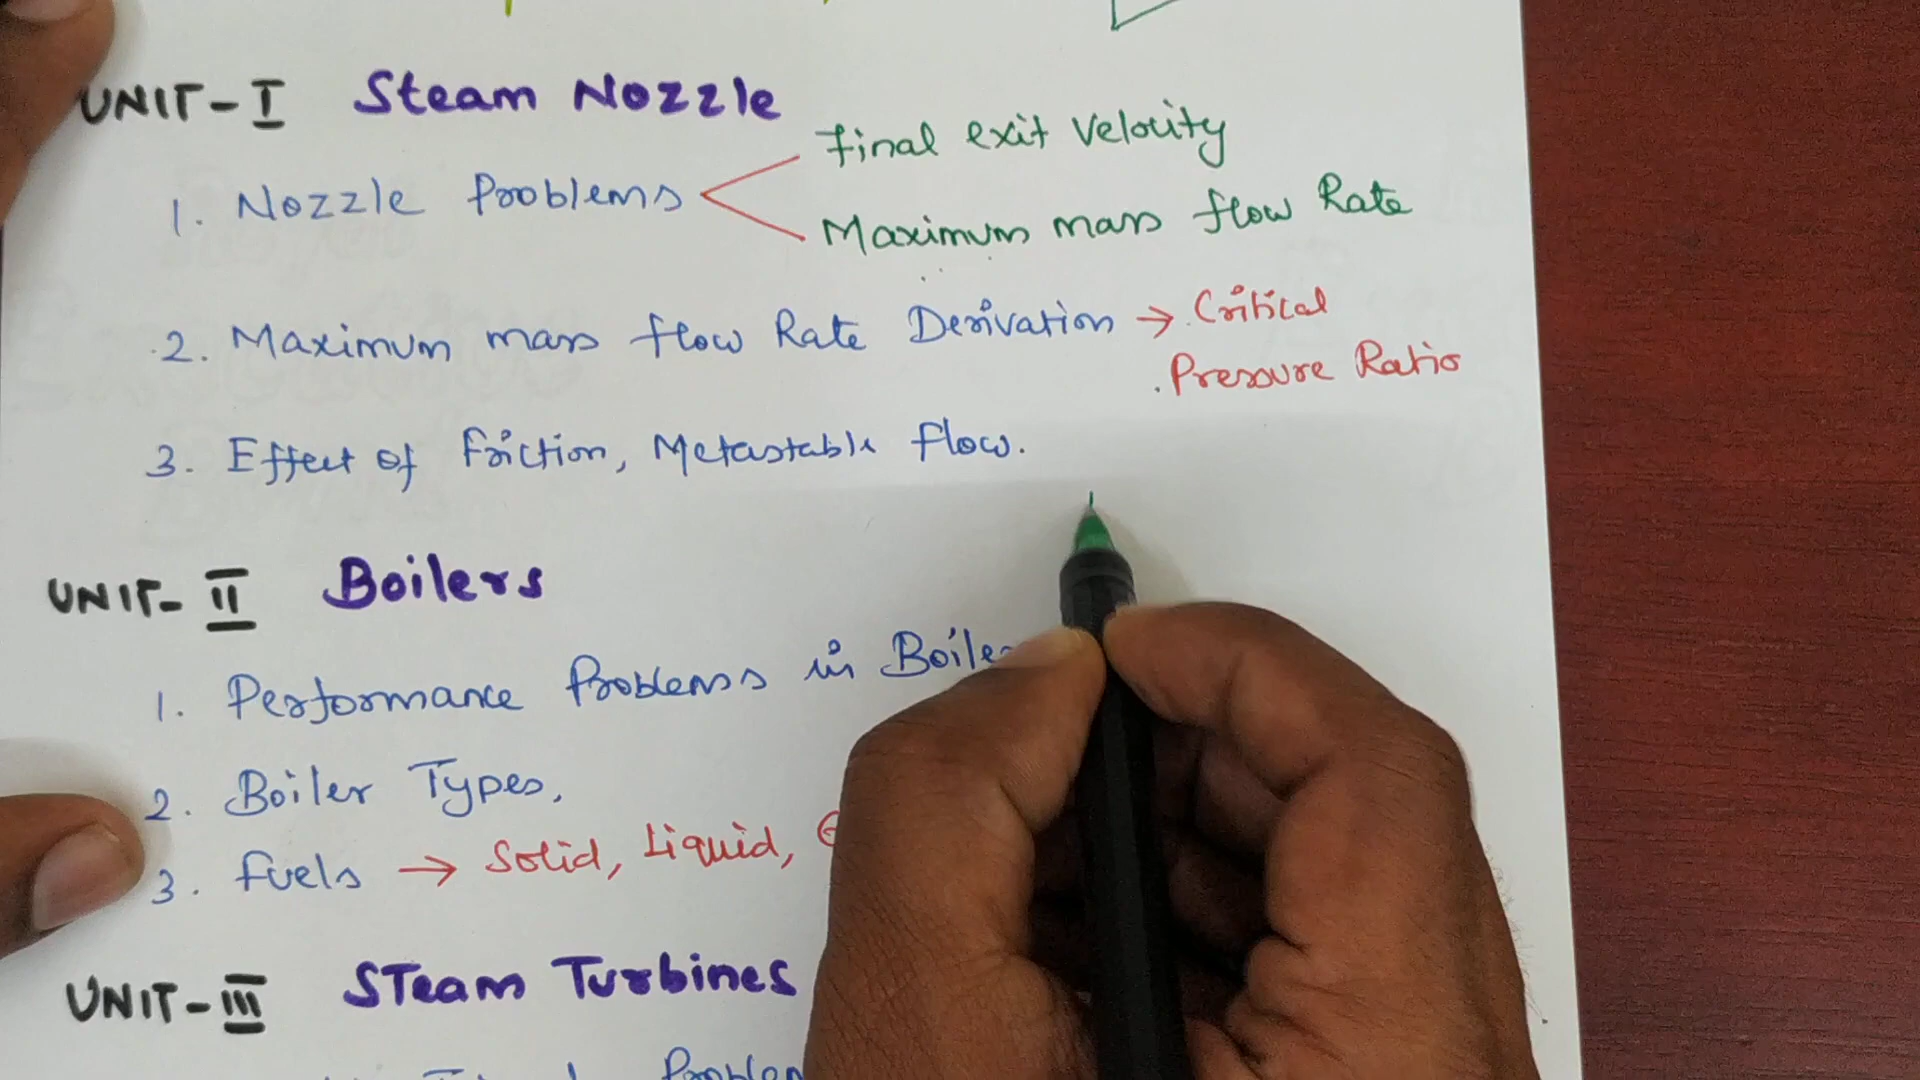 UNIT-I Steam Nozzle
1. Nozzle Problems
final exit Velocity
Maximum mass flow Rate
2. Maximum mass flow Rate Derivation → Critical
Pressure Ratio
3. Effect of friction, Metastable flow.
UNIT-II Boilers
1. Performance Problems in
2. Boiler Types,
3. fuels → Solid, Liquid,
UNIT-III Steam Turbines